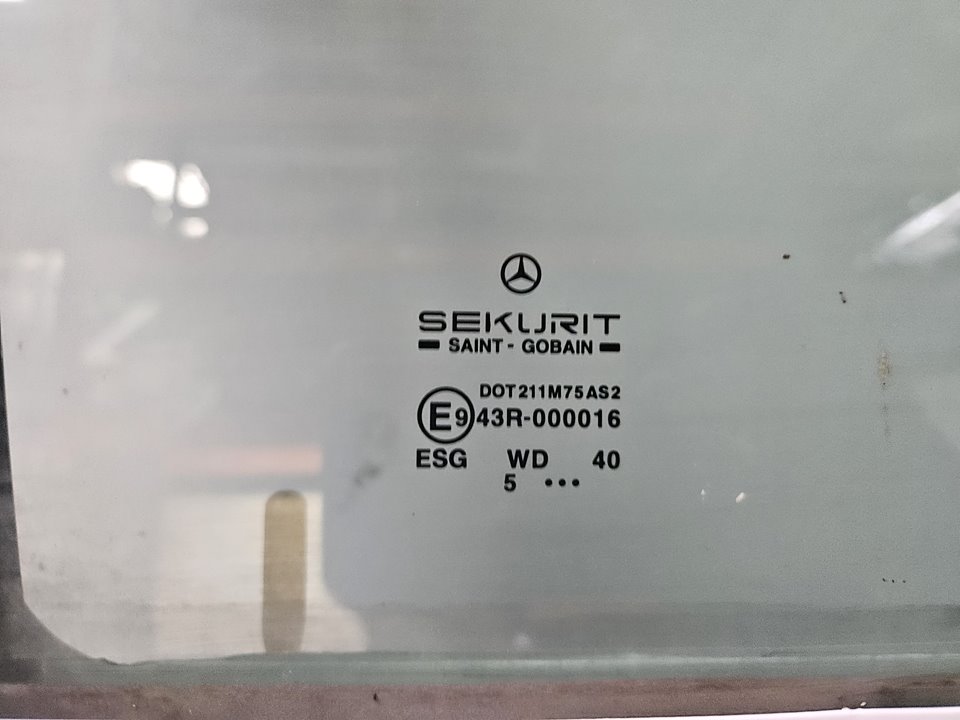 SEKURIT
SAINT - GOBAIN
DOT211M75AS2
E9 43R-000016
ESG WD 40
5 •••